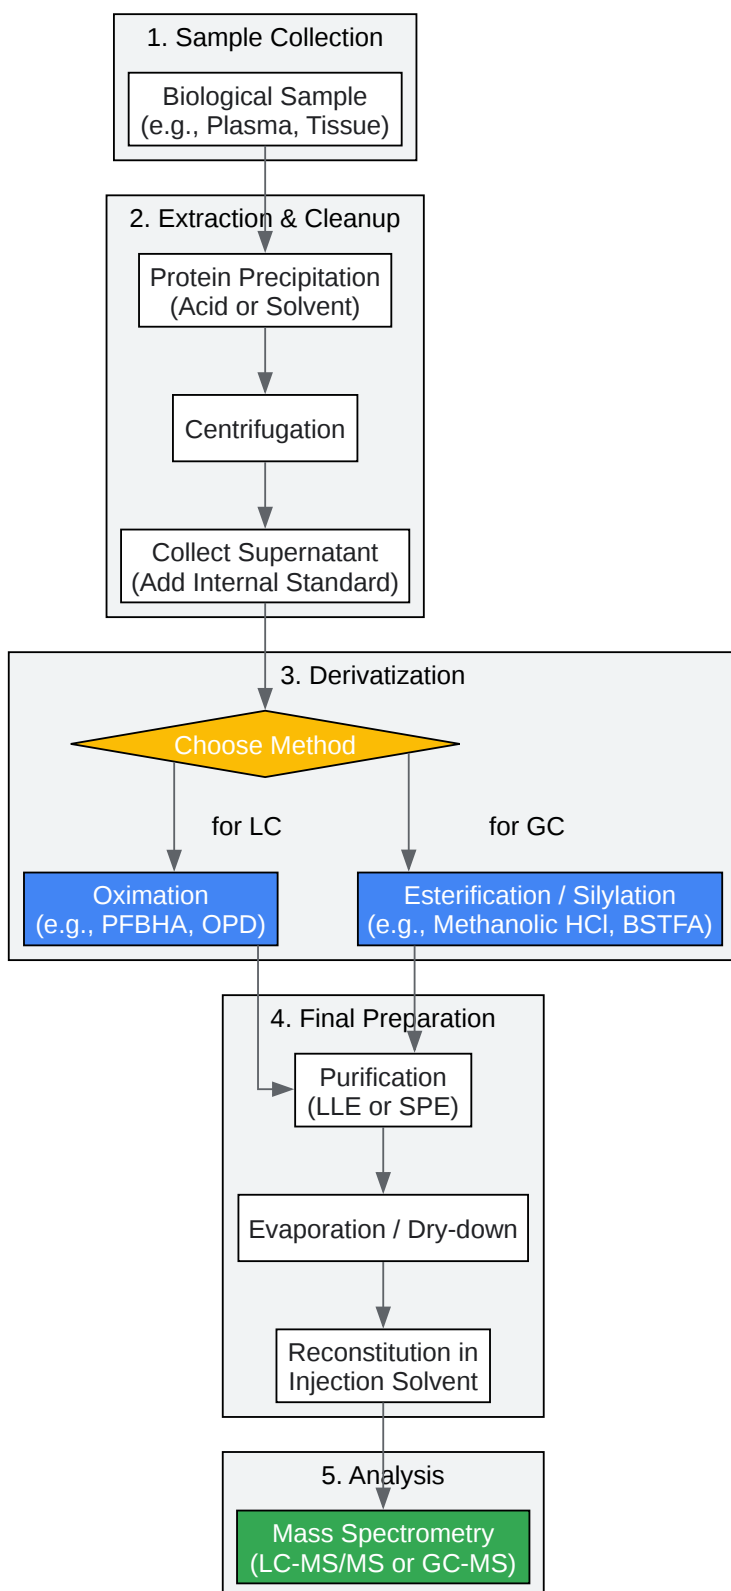 1. Sample Collection
Biological Sample
(e.g., Plasma, Tissue)
2. Extraction & Cleanup
Protein Precipitation
(Acid or Solvent)
Centrifugation
Collect Supernatant
(Add Internal Standard)
3. Derivatization
Choose Method
for LC
for GC
Oximation
(e.g., PFBHA, OPD)
Esterification / Silylation
(e.g., Methanolic HCl, BSTFA)
4. Final Preparation
Purification
(LLE or SPE)
Evaporation / Dry-down
Reconstitution in
Injection Solvent
5. Analysis
Mass Spectrometry
(LC-MS/MS or GC-MS)